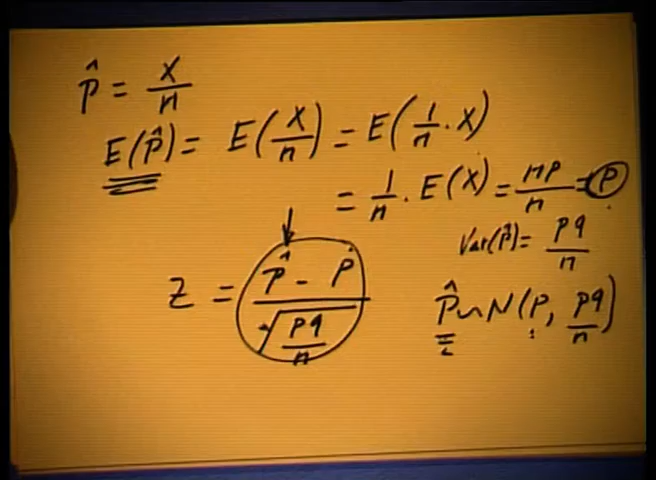 p̂ = X/n
E(p̂) = E(X/n) = E(1/n · X)
= 1/n · E(X) = np/n = p
Var(p̂) = pq/n
Z = (p̂ - p)/√(pq/n)
p̂ ~ N(p, pq/n)